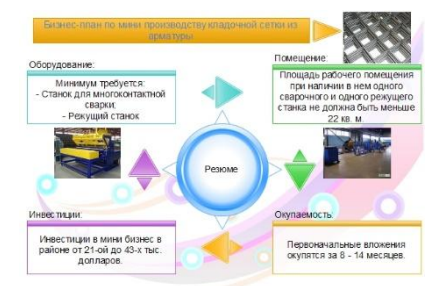 Бизнес-план по мини производству кладочной сетки из
арматуры
Оборудование:
Минимум требуется:
- Станок для многоконтактной
сварки;
- Режущий станок
Помещение:
Площадь рабочего помещения
при наличии в нем одного
сварочного и одного режущего
станка не должна быть меньше
22 кв. м.
Резюме
Инвестиции:
Инвестиции в мини бизнес в
районе от 21-ой до 43-х тыс.
долларов.
Окупаемость:
Первоначальные вложения
окупятся за 8 - 14 месяцев.